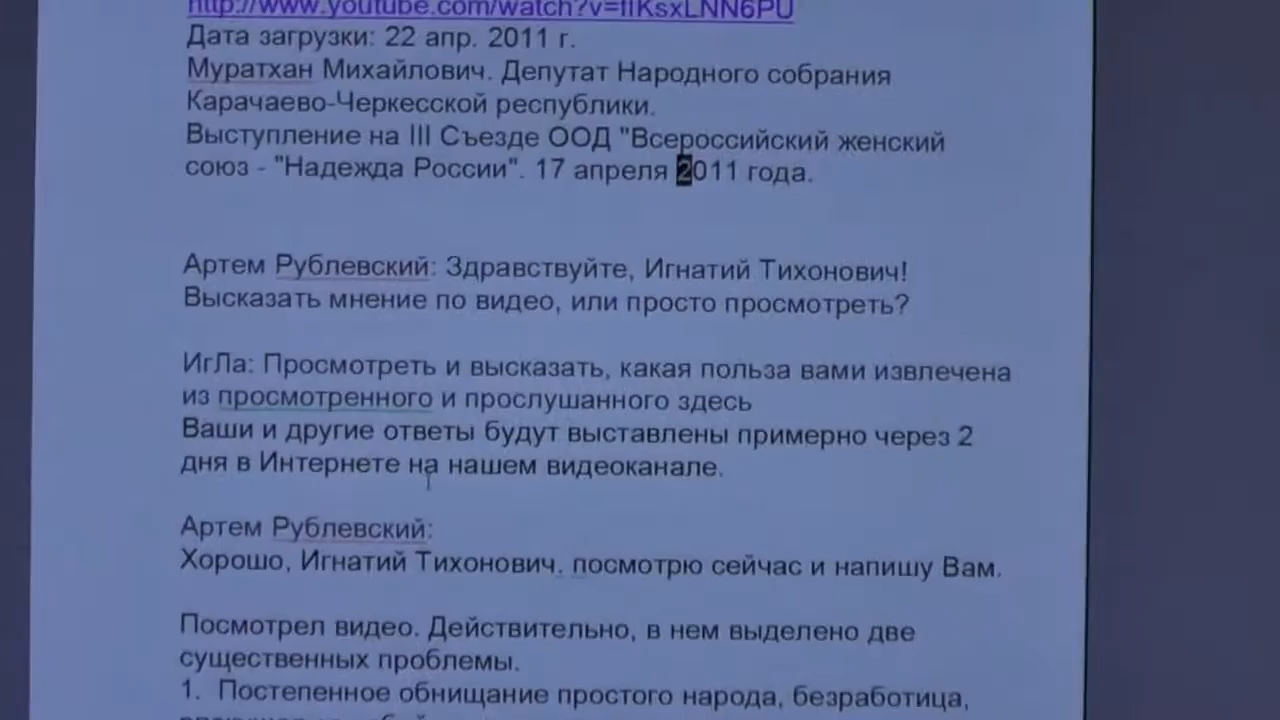 http://www.youtube.com/watch?v=fIKsxLNN6PU
Дата загрузки: 22 апр. 2011 г.
Муратхан Михайлович. Депутат Народного собрания
Карачаево-Черкесской республики.
Выступление на III Съезде ООД "Всероссийский женский
союз - "Надежда России". 17 апреля 2011 года.
Артем Рублевский: Здравствуйте, Игнатий Тихонович!
Высказать мнение по видео, или просто просмотреть?
ИгЛа: Просмотреть и высказать, какая польза вами извлечена
из просмотренного и прослушанного здесь
Ваши и другие ответы будут выставлены примерно через 2
дня в Интернете на нашем видеоканале.
Артем Рублевский:
Хорошо, Игнатий Тихонович, посмотрю сейчас и напишу Вам.
Посмотрел видео. Действительно, в нем выделено две
существенных проблемы.
1. Постепенное обнищание простого народа, безработица,